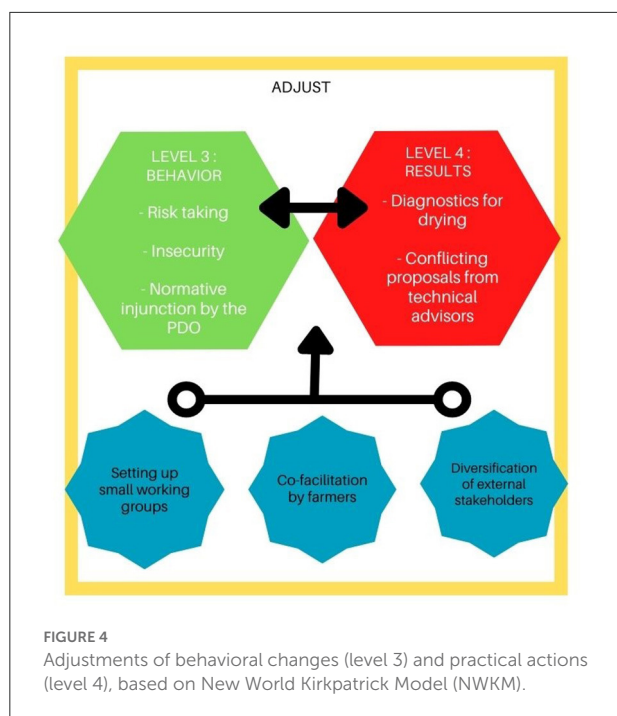 ADJUST
LEVEL 3 :
BEHAVIOR
- Risk taking
- Insecurity
- Normative
injunction by the
PDO
LEVEL 4 :
RESULTS
- Diagnostics for
drying
- Conflicting
proposals from
technical
advisors
Setting up
small working
groups
Co-facilitation
by farmers
Diversification
of external
stakeholders
FIGURE 4
Adjustments of behavioral changes (level 3) and practical actions
(level 4), based on New World Kirkpatrick Model (NWKM).